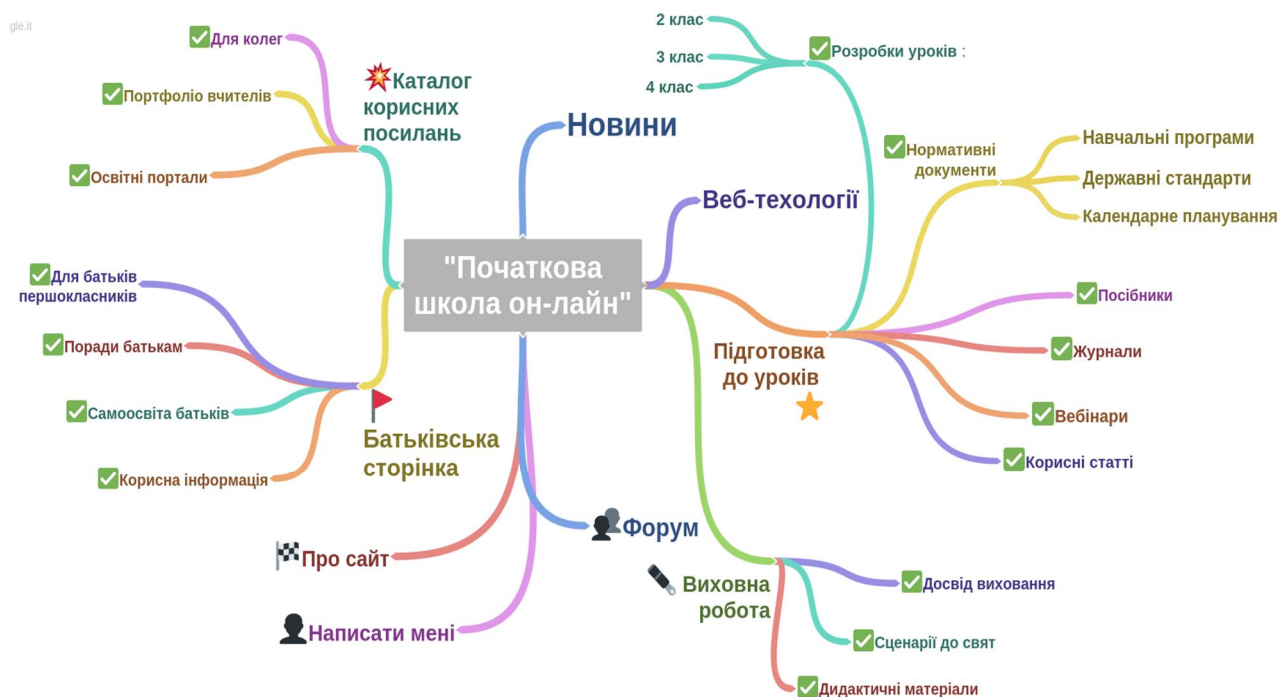 gle.it
Для колег
Портфоліо вчителів
Освітні портали
Каталог
корисних
посилань
Для батьків
першокласників
Поради батькам
Самоосвіта батьків
Корисна інформація
Батьківська
сторінка
"Початкова
школа он-лайн"
Новини
Веб-техології
2 клас
3 клас
4 клас
Розробки уроків :
Нормативні
документи
Навчальні програми
Державні стандарти
Календарне планування
Підготовка
до уроків
Посібники
Журнали
Вебінари
Корисні статті
Про сайт
Написати мені
Форум
Виховна
робота
Досвід виховання
Сценарії до свят
Дидактичні матеріали